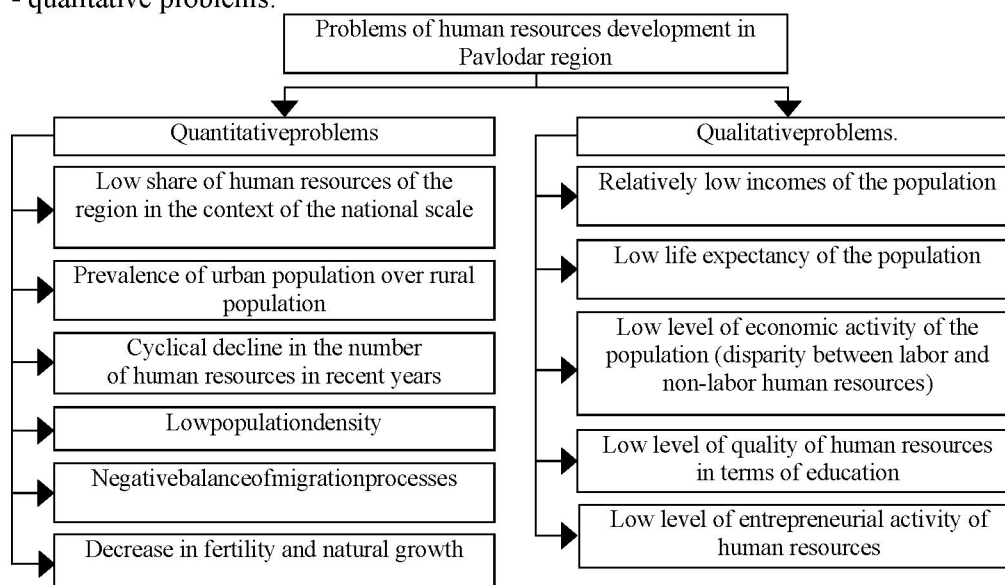 - qualitative problems.
Problems of human resources development in
Pavlodar region
Quantitativeproblems
Low share of human resources of the
region in the context of the national scale
Prevalence of urban population over rural
population
Cyclical decline in the number
of human resources in recent years
Lowpopulationdensity
Negativebalanceofmigrationprocesses
Decrease in fertility and natural growth
Qualitativeproblems.
Relatively low incomes of the population
Low life expectancy of the population
Low level of economic activity of the
population (disparity between labor and
non-labor human resources)
Low level of quality of human resources
in terms of education
Low level of entrepreneurial activity of
human resources